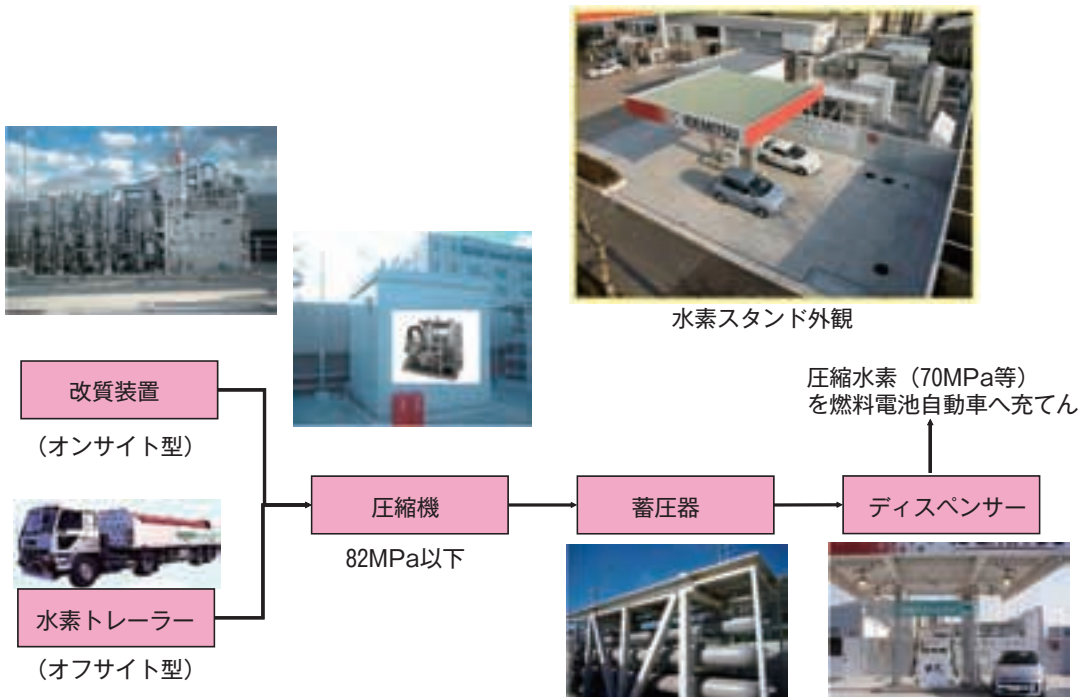 IDEMITSU
水素スタンド外観
改質装置
(オンサイト型)
水素トレーラー
(オフサイト型)
圧縮機
82MPa以下
蓄圧器
ディスペンサー
圧縮水素(70MPa等)
を燃料電池自動車へ充てん